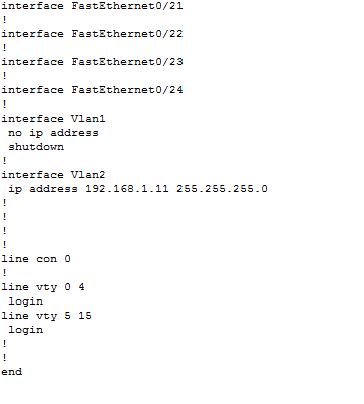 interface FastEthernet0/21
!
interface FastEthernet0/22
!
interface FastEthernet0/23
!
interface FastEthernet0/24
!
interface Vlan1
 no ip address
 shutdown
!
interface Vlan2
 ip address 192.168.1.11 255.255.255.0
!
!
!
!
line con 0
!
line vty 0 4
 login
line vty 5 15
 login
!
!
end